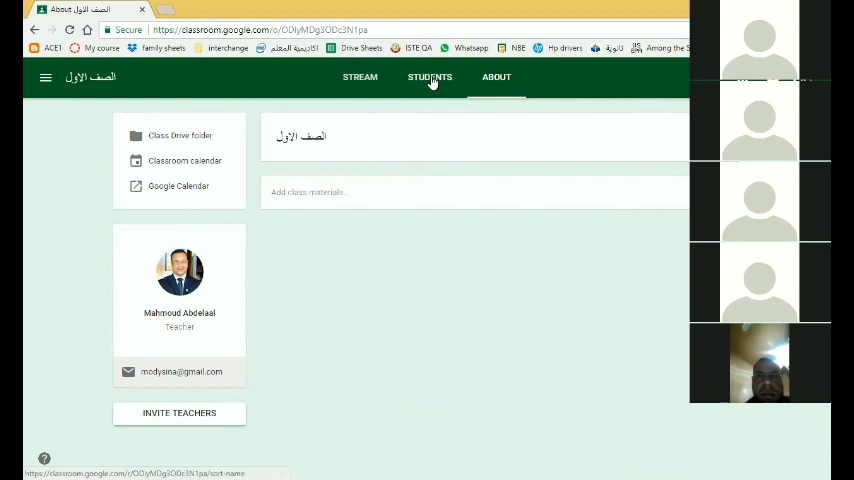 About الصف الاول
Secure
https://classroom.google.com/o/ODIyMDg3ODc3N1pa
ACE1
My course
family sheets
interchange
اكاديمية المعلم
Drive Sheets
ISTE QA
Whatsapp
NBE
Hp drivers
ثانوية
Among the S
الصف الاول
STREAM
STUDENTS
ABOUT
Class Drive folder
Classroom calendar
Google Calendar
الصف الاول
Add class materials...
Mahmoud Abdelaal
Teacher
modysina@gmail.com
INVITE TEACHERS
https://classroom.google.com/r/ODIyMDg3ODc3N1pa/sort-name